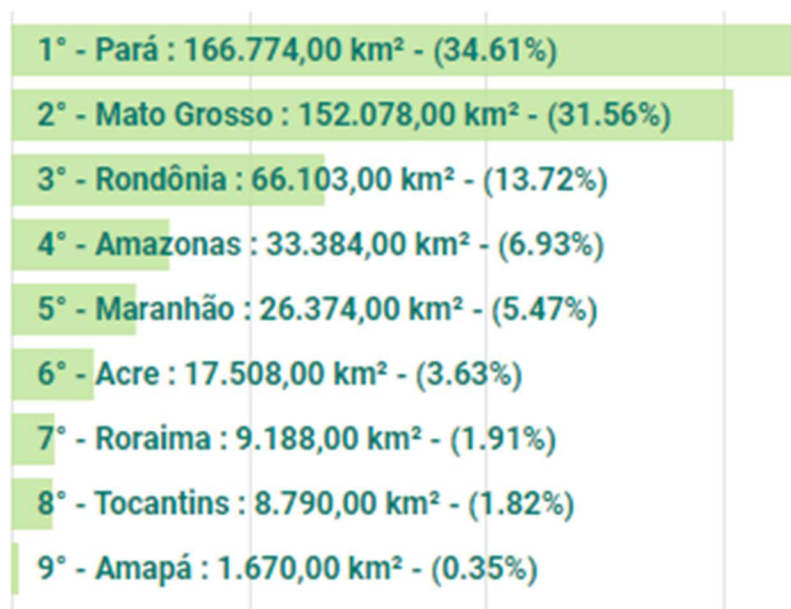 1° - Pará : 166.774,00 km² - (34.61%)
2° - Mato Grosso : 152.078,00 km² - (31.56%)
3° - Rondônia : 66.103,00 km² - (13.72%)
4° - Amazonas : 33.384,00 km² - (6.93%)
5° - Maranhão : 26.374,00 km² - (5.47%)
6° - Acre : 17.508,00 km² - (3.63%)
7° - Roraima : 9.188,00 km² - (1.91%)
8° - Tocantins : 8.790,00 km² - (1.82%)
9° - Amapá : 1.670,00 km² - (0.35%)